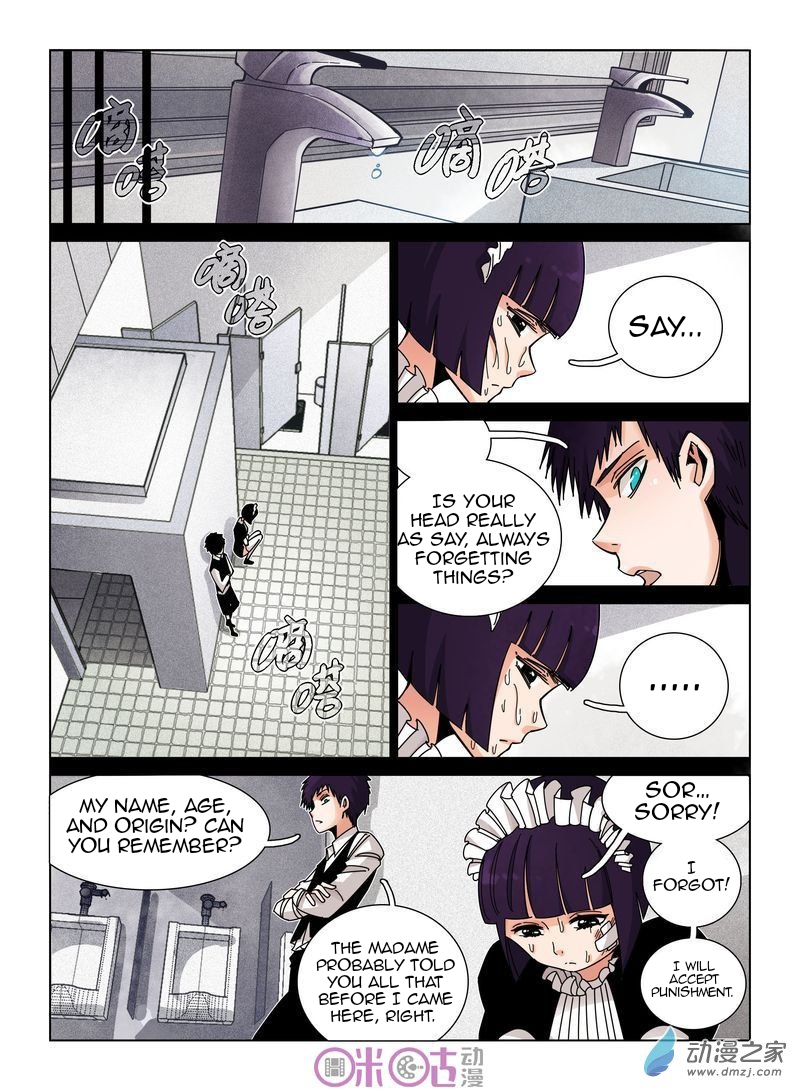 滴
嗒
滴
嗒
滴
嗒
SAY...
IS YOUR
HEAD REALLY
AS SAY, ALWAYS
FORGETTING
THINGS?
滴
嗒
.....
MY NAME, AGE,
AND ORIGIN? CAN
YOU REMEMBER?
THE MADAME
PROBABLY TOLD
YOU ALL THAT
BEFORE I CAME
HERE, RIGHT.
SOR...
SORRY!
I
FORGOT!
I WILL
ACCEPT
PUNISHMENT.
咪咕动漫
动漫之家
www.dmzj.com